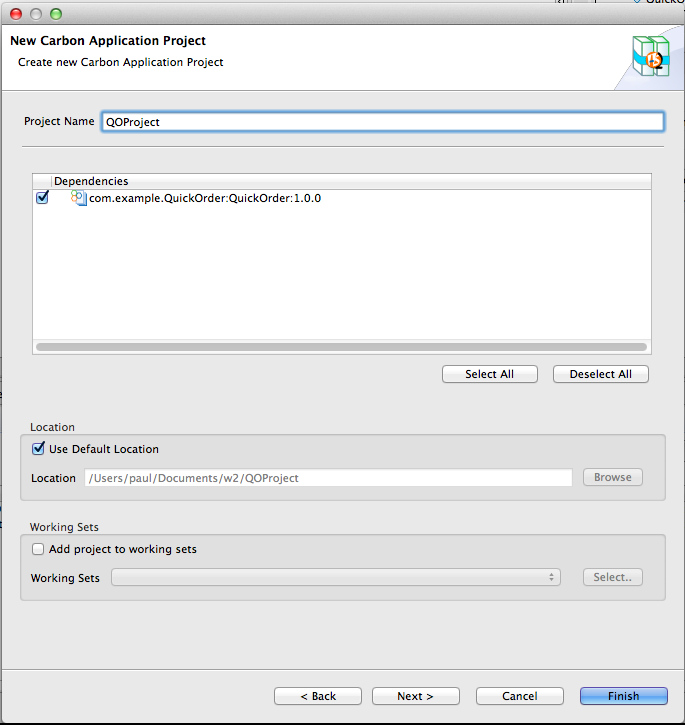 QuickO
New Carbon Application Project
Create new Carbon Application Project
Project Name QOProject
Dependencies
com.example.QuickOrder:QuickOrder:1.0.0
Select All Deselect All
Location
Use Default Location
Location /Users/paul/Documents/w2/QOProject Browse
Working Sets
Add project to working sets
Working Sets Select..
< Back Next > Cancel Finish